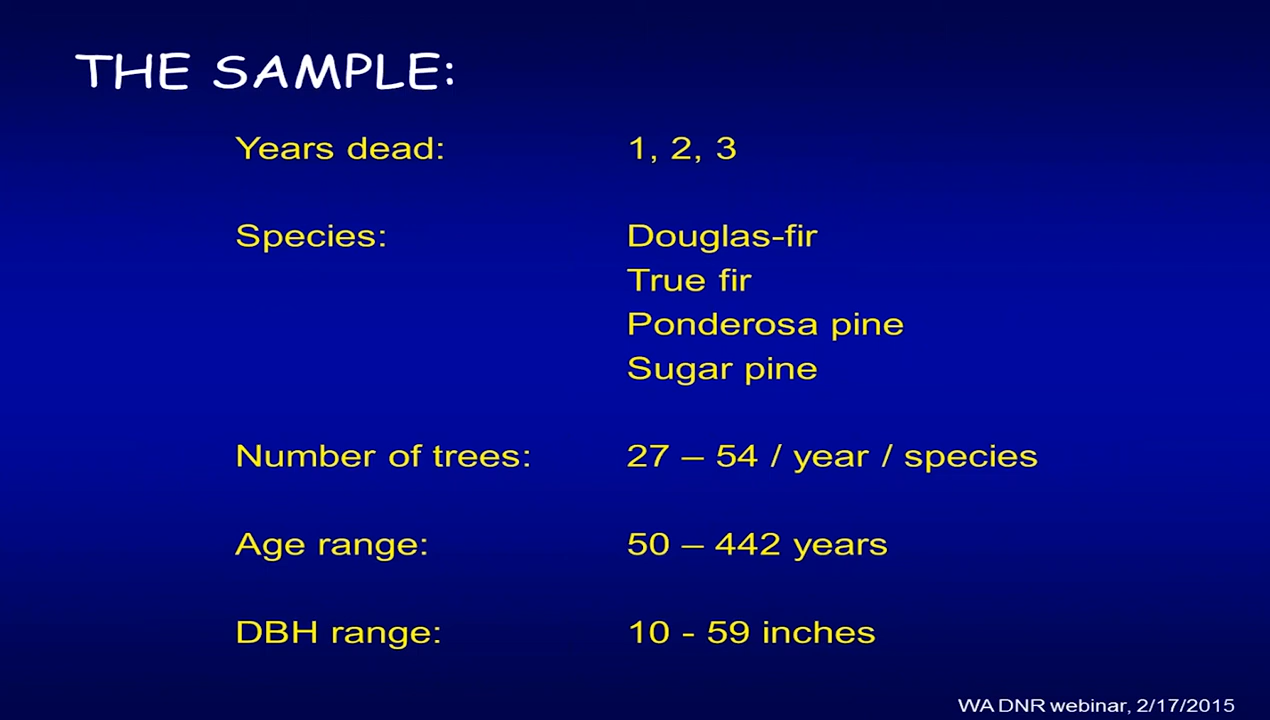 THE SAMPLE:
Years dead: 1, 2, 3
Species: Douglas-fir
True fir
Ponderosa pine
Sugar pine
Number of trees: 27 – 54 / year / species
Age range: 50 – 442 years
DBH range: 10 - 59 inches
WA DNR webinar, 2/17/2015